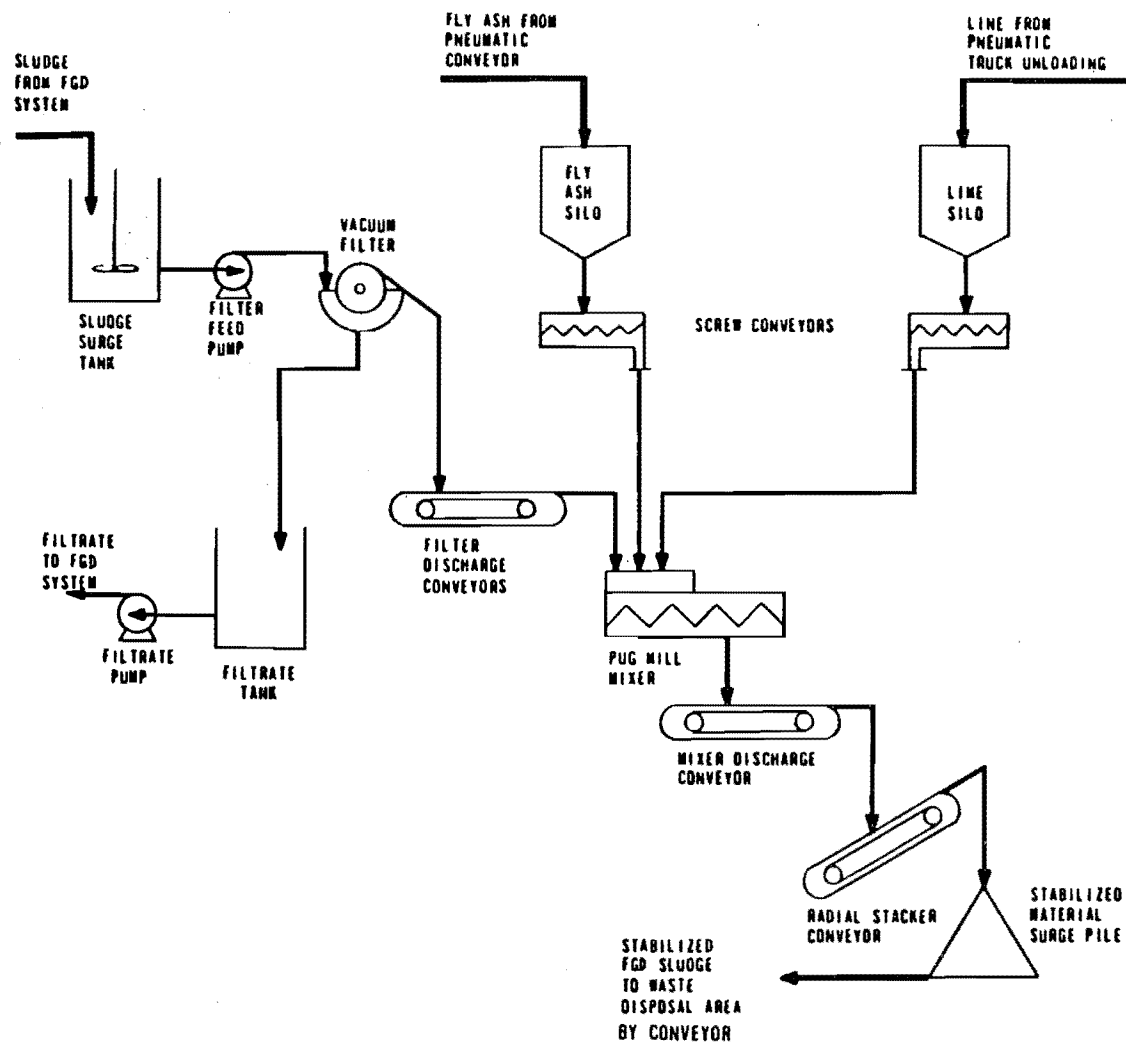 FLY ASH FROM
PNEUMATIC
CONVEYOR
LIME FROM
PNEUMATIC
TRUCK UNLOADING
SLUDGE
FROM FGD
SYSTEM
FLY
ASH
SILO
LIME
SILO
VACUUM
FILTER
SLUDGE
SURGE
TANK
FILTER
FEED
PUMP
SCREW CONVEYORS
FILTER
DISCHARGE
CONVEYORS
FILTRATE
TO FGD
SYSTEM
FILTRATE
PUMP
FILTRATE
TANK
PUG MILL
MIXER
MIXER DISCHARGE
CONVEYOR
RADIAL STACKER
CONVEYOR
STABILIZED
MATERIAL
SURGE PILE
STABILIZED
FGD SLUDGE
TO WASTE
DISPOSAL AREA
BY CONVEYOR